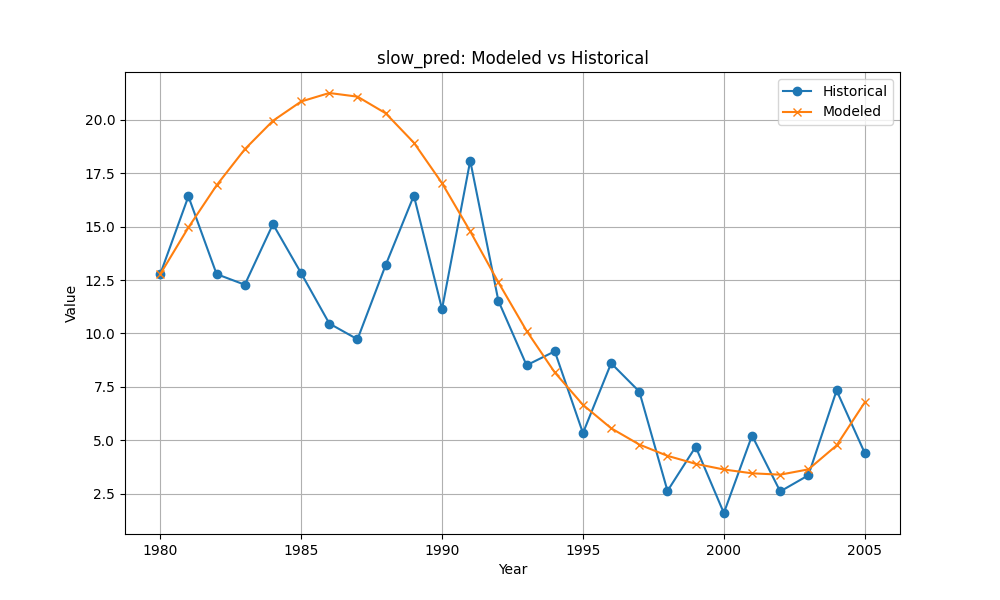 slow_pred: Modeled vs Historical
Historical
Modeled
Value
20.0
17.5
15.0
12.5
10.0
7.5
5.0
2.5
1980 1985 1990 1995 2000 2005
Year